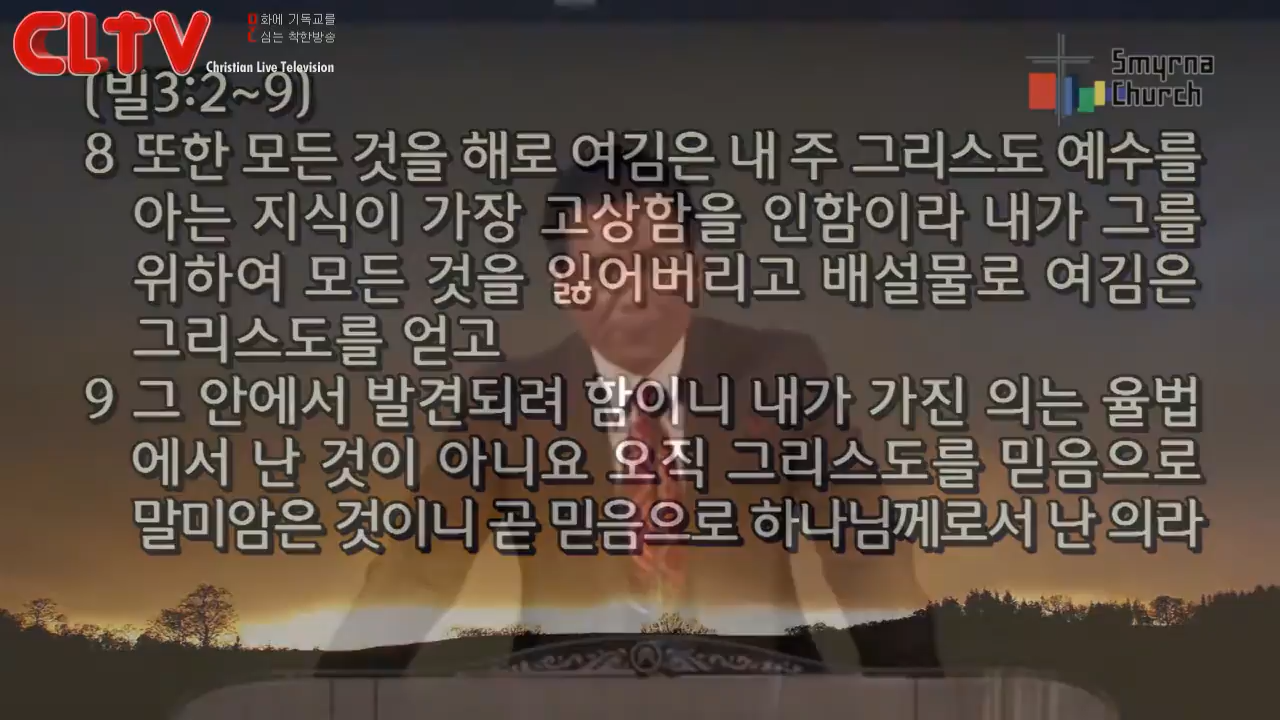 CLTV
화에 기독교를
심는 착한방송
Christian Live Television
Smyrna
Church
(빌3:2~9)
8 또한 모든 것을 해로 여김은 내 주 그리스도 예수를
아는 지식이 가장 고상함을 인함이라 내가 그를
위하여 모든 것을 잃어버리고 배설물로 여김은
그리스도를 얻고
9 그 안에서 발견되려 함이니 내가 가진 의는 율법
에서 난 것이 아니요 오직 그리스도를 믿음으로
말미암은 것이니 곧 믿음으로 하나님께로서 난 의라